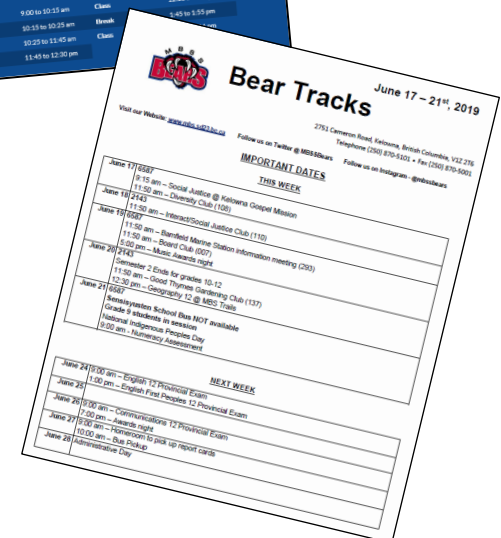 9:00 to 10:15 am Class
10:15 to 10:25 am Break 1:45 to 1:55 pm
10:25 to 11:45 am Class
11:45 to 12:30 pm
MBSS
BEARS
Bear Tracks
June 17 – 21st, 2019
2751 Cameron Road, Kelowna, British Columbia, V1Z 2T6
Telephone (250) 870-5101 • Fax (250) 870-5001
Visit our Website: www.mbs.sd23.bc.ca Follow us on Twitter @ MBSSBears Follow us on Instagram - @mbssbears
IMPORTANT DATES
THIS WEEK
June 17 6587
9:15 am – Social Justice @ Kelowna Gospel Mission
11:50 am – Diversity Club (108)
June 18 2143
11:50 am – Interact/Social Justice Club (110)
June 19 6587
11:50 am – Bamfield Marine Station information meeting (293)
11:50 am – Board Club (007)
5:00 pm – Music Awards night
June 20 2143
Semester 2 Ends for grades 10-12
11:50 am – Good Thymes Gardening Club (137)
12:30 pm – Geography 12 @ MBS Trails
June 21 6587
Sensisyusten School Bus NOT available
Grade 9 students in session
National Indigenous Peoples Day
9:00 am - Numeracy Assessment
NEXT WEEK
June 24 9:00 am – English 12 Provincial Exam
1:00 pm – English First Peoples 12 Provincial Exam
June 25
June 26 9:00 am – Communications 12 Provincial Exam
7:00 pm – Awards night
June 27 9:00 am – Homeroom to pick up report cards
10:00 am – Bus Pickup
June 28 Administrative Day